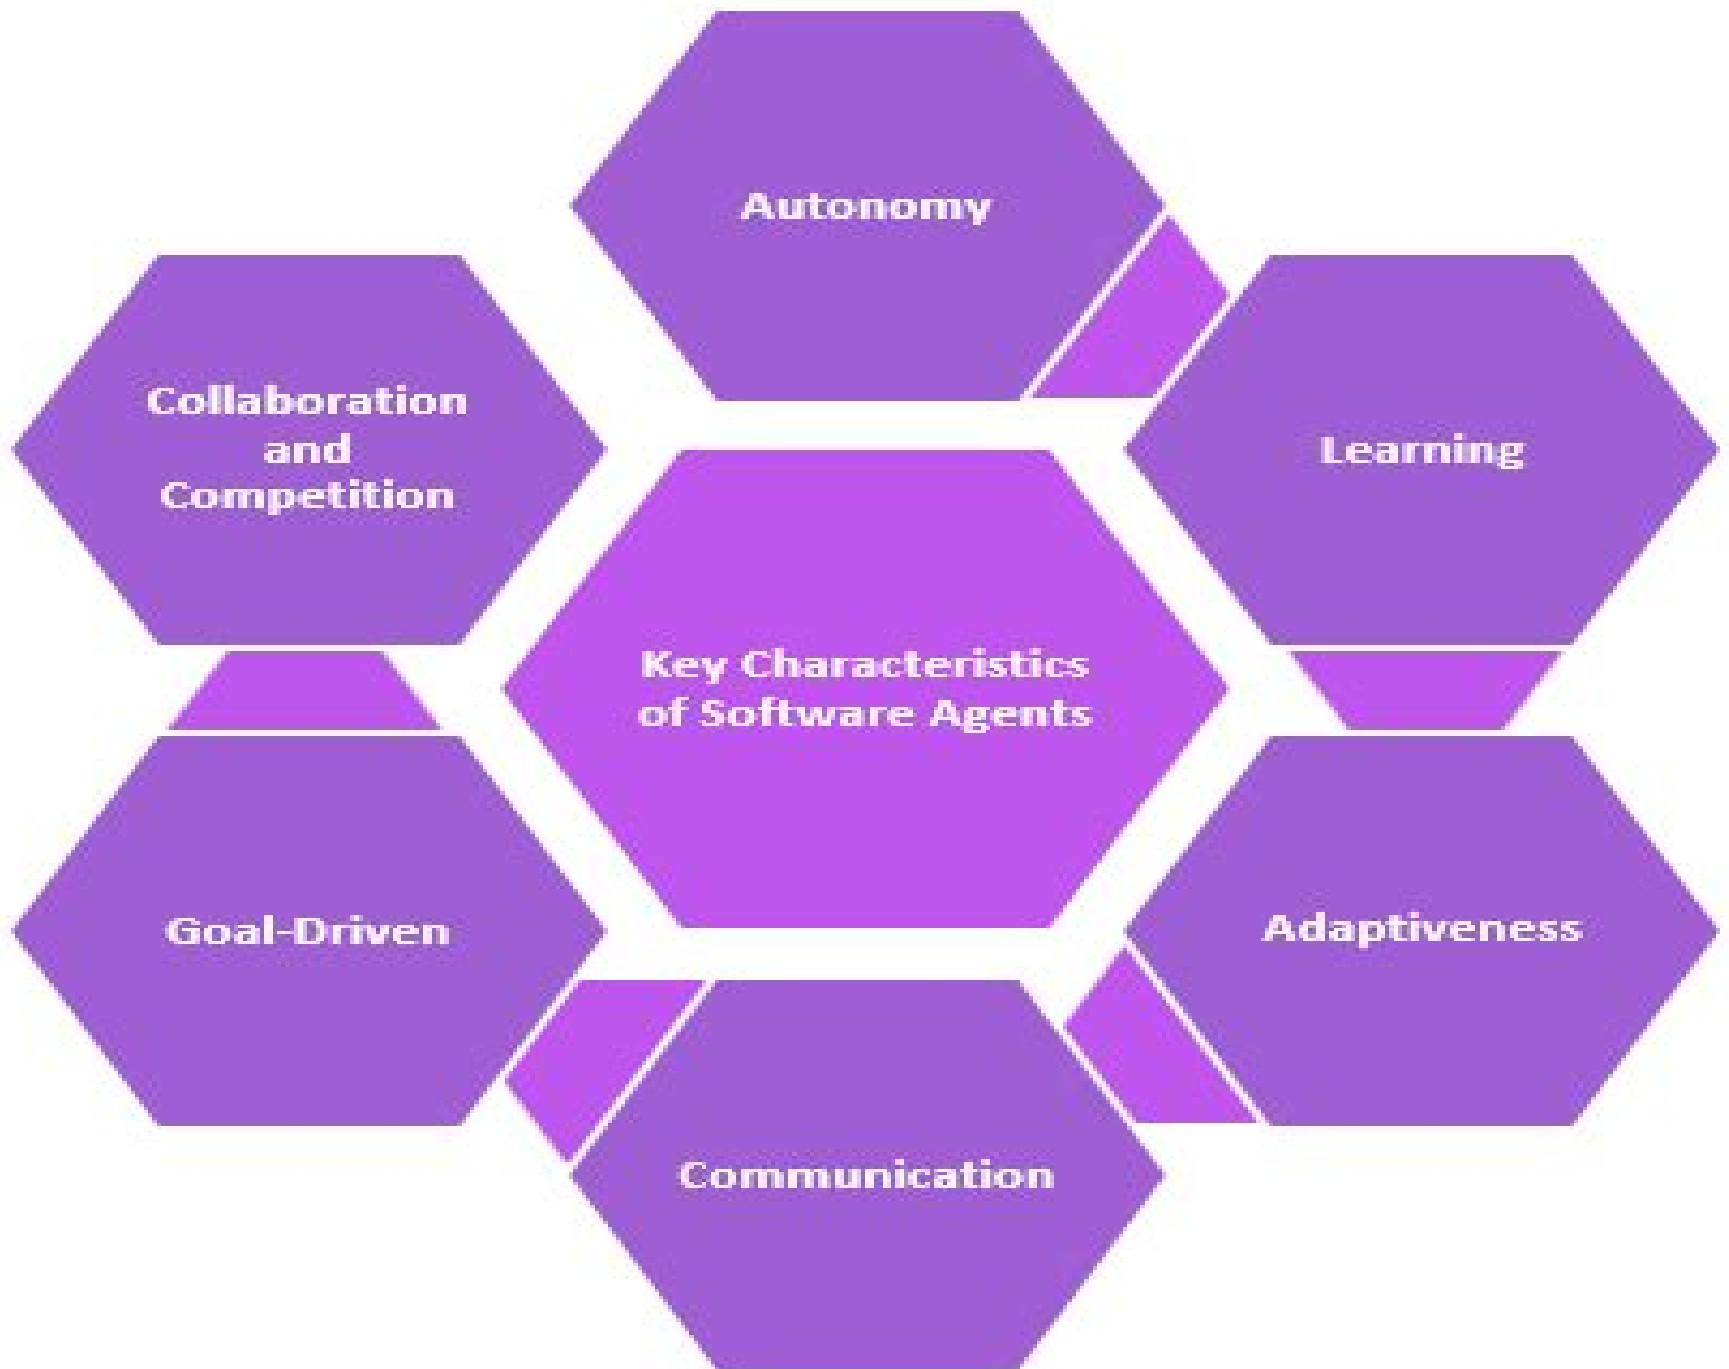 Autonomy
Collaboration
and
Competition
Learning
Key Characteristics
of Software Agents
Goal-Driven
Adaptiveness
Communication